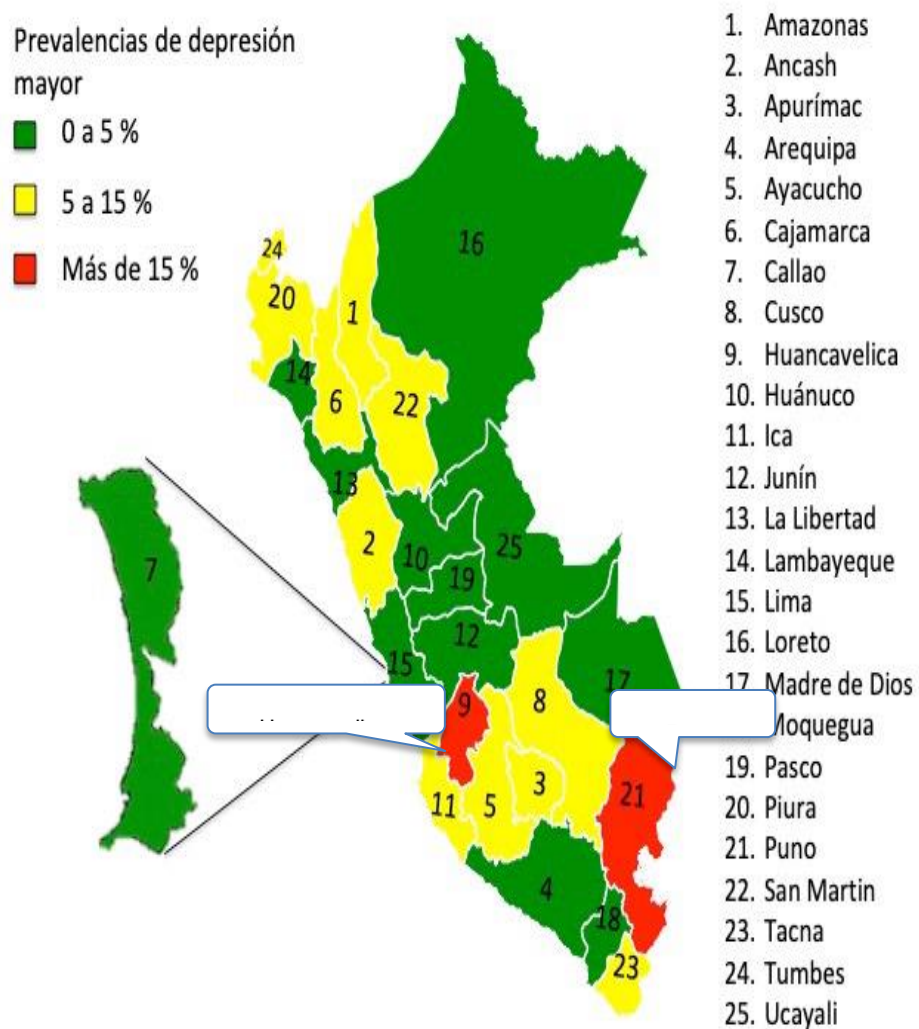 Prevalencias de depresión
mayor
0 a 5 %
5 a 15 %
Más de 15 %
1. Amazonas
2. Ancash
3. Apurímac
4. Arequipa
5. Ayacucho
6. Cajamarca
7. Callao
8. Cusco
9. Huancavelica
10. Huánuco
11. Ica
12. Junín
13. La Libertad
14. Lambayeque
15. Lima
16. Loreto
17 Madre de Dios
Moquegua
19. Pasco
20. Piura
21. Puno
22. San Martin
23. Tacna
24. Tumbes
25. Ucayali
16
24
20
1
14
6
22
13
2
10
25
19
7
12
15
17
9
8
3
21
11
5
4
18
23